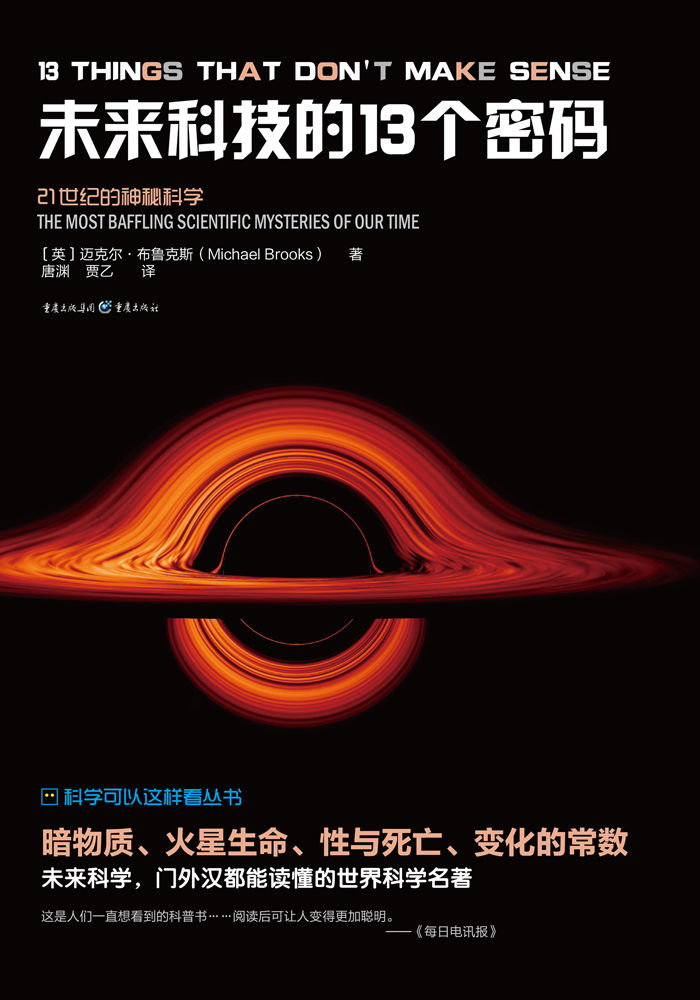 13 THINGS THAT DON'T MAKE SENSE
未来科技的13个密码
21世纪的神秘科学
THE MOST BAFFLING SCIENTIFIC MYSTERIES OF OUR TIME
[英]迈克尔·布鲁克斯(Michael Brooks) 著
唐渊 贾乙 译
重庆出版集团 重庆出版社
科学可以这样看丛书
暗物质、火星生命、性与死亡、变化的常数
未来科学，门外汉都能读懂的世界科学名著
这是人们一直想看到的科普书……阅读后可让人变得更加聪明。
——《每日电讯报》